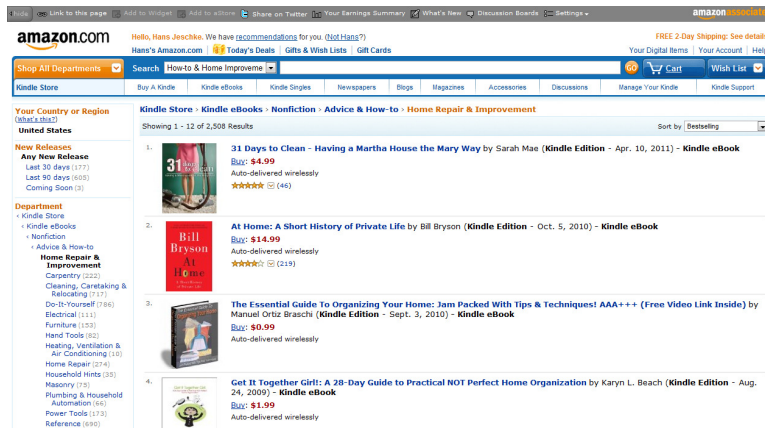 hide
Link to this page
Add to Widget
Add to aStore
Share on Twitter
Your Earnings Summary
What's New
Discussion Boards
Settings
amazonassociate
amazon.com
Hello, Hans Jeschke. We have recommendations for you. (Not Hans?)
FREE 2-Day Shipping: See detail
Hans's Amazon.com | Today's Deals | Gifts & Wish Lists | Gift Cards
Your Digital Items | Your Account | Help
Shop All Departments
Search
How-to & Home Improveme
GO
Cart
Wish List
Kindle Store
Buy A Kindle
Kindle eBooks
Kindle Singles
Newspapers
Blogs
Magazines
Accessories
Discussions
Manage Your Kindle
Kindle Support
Your Country or Region
(What's this?)
United States
New Releases
Any New Release
Last 30 days (177)
Last 90 days (605)
Coming Soon (3)
Department
‹ Kindle Store
‹ Kindle eBooks
‹ Nonfiction
‹ Advice & How-to
Home Repair &
Improvement
Carpentry (222)
Cleaning, Caretaking &
Relocating (717)
Do-It-Yourself (786)
Electrical (111)
Furniture (153)
Hand Tools (82)
Heating, Ventilation &
Air Conditioning (10)
Home Repair (274)
Household Hints (35)
Masonry (75)
Plumbing & Household
Automation (66)
Power Tools (173)
Reference (690)
Kindle Store › Kindle eBooks › Nonfiction › Advice & How-to › Home Repair & Improvement
Showing 1 - 12 of 2,508 Results
Sort by
Bestselling
1.
31 Days
to clean
31 Days to Clean - Having a Martha House the Mary Way by Sarah Mae (Kindle Edition - Apr. 10, 2011) - Kindle eBook
Buy: $4.99
Auto-delivered wirelessly
(46)
2.
Bill
Bryson
At
Home
At Home: A Short History of Private Life by Bill Bryson (Kindle Edition - Oct. 5, 2010) - Kindle eBook
Buy: $14.99
Auto-delivered wirelessly
(219)
3.
The Essential Guide To Organizing Your Home: Jam Packed With Tips & Techniques! AAA+++ (Free Video Link Inside) by
Manuel Ortiz Braschi (Kindle Edition - Sept. 3, 2010) - Kindle eBook
Buy: $0.99
Auto-delivered wirelessly
4.
Get It Together Girl!
Get It Together Girl!: A 28-Day Guide to Practical NOT Perfect Home Organization by Karyn L. Beach (Kindle Edition - Aug.
24, 2009) - Kindle eBook
Buy: $1.99
Auto-delivered wirelessly